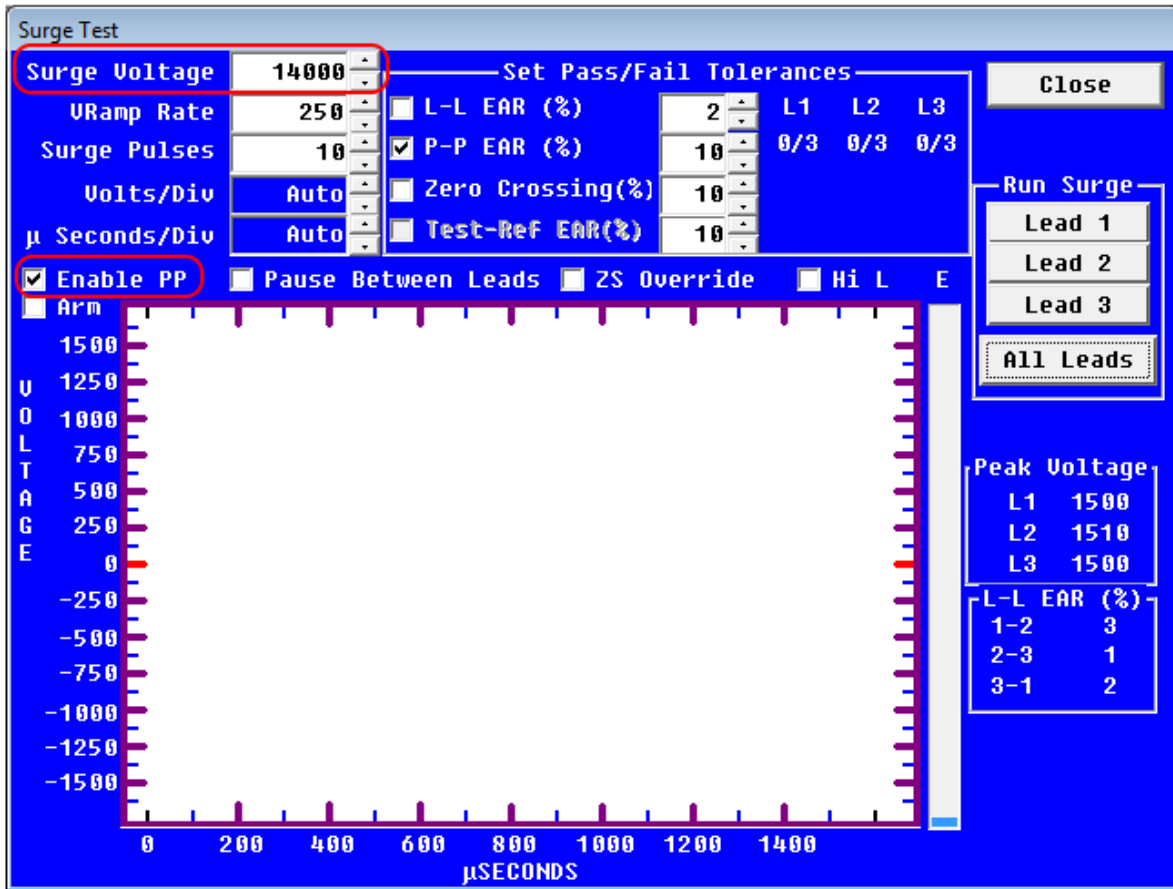 Surge Test
Surge Voltage 14000
VRamp Rate 250
Surge Pulses 10
Volts/Div Auto
µ Seconds/Div Auto
Set Pass/Fail Tolerances
L-L EAR (%) 2 L1 L2 L3
P-P EAR (%) 10 0/3 0/3 0/3
Zero Crossing(%) 10
Test-Ref EAR(%) 10
Close
Run Surge
Lead 1
Lead 2
Lead 3
All Leads
Enable PP Pause Between Leads ZS Override Hi L E
Arm
VOLTAGE
1500
1250
1000
750
500
250
0
-250
-500
-750
-1000
-1250
-1500
0 200 400 600 800 1000 1200 1400
µSECONDS
Peak Voltage
L1 1500
L2 1510
L3 1500
L-L EAR (%)
1-2 3
2-3 1
3-1 2